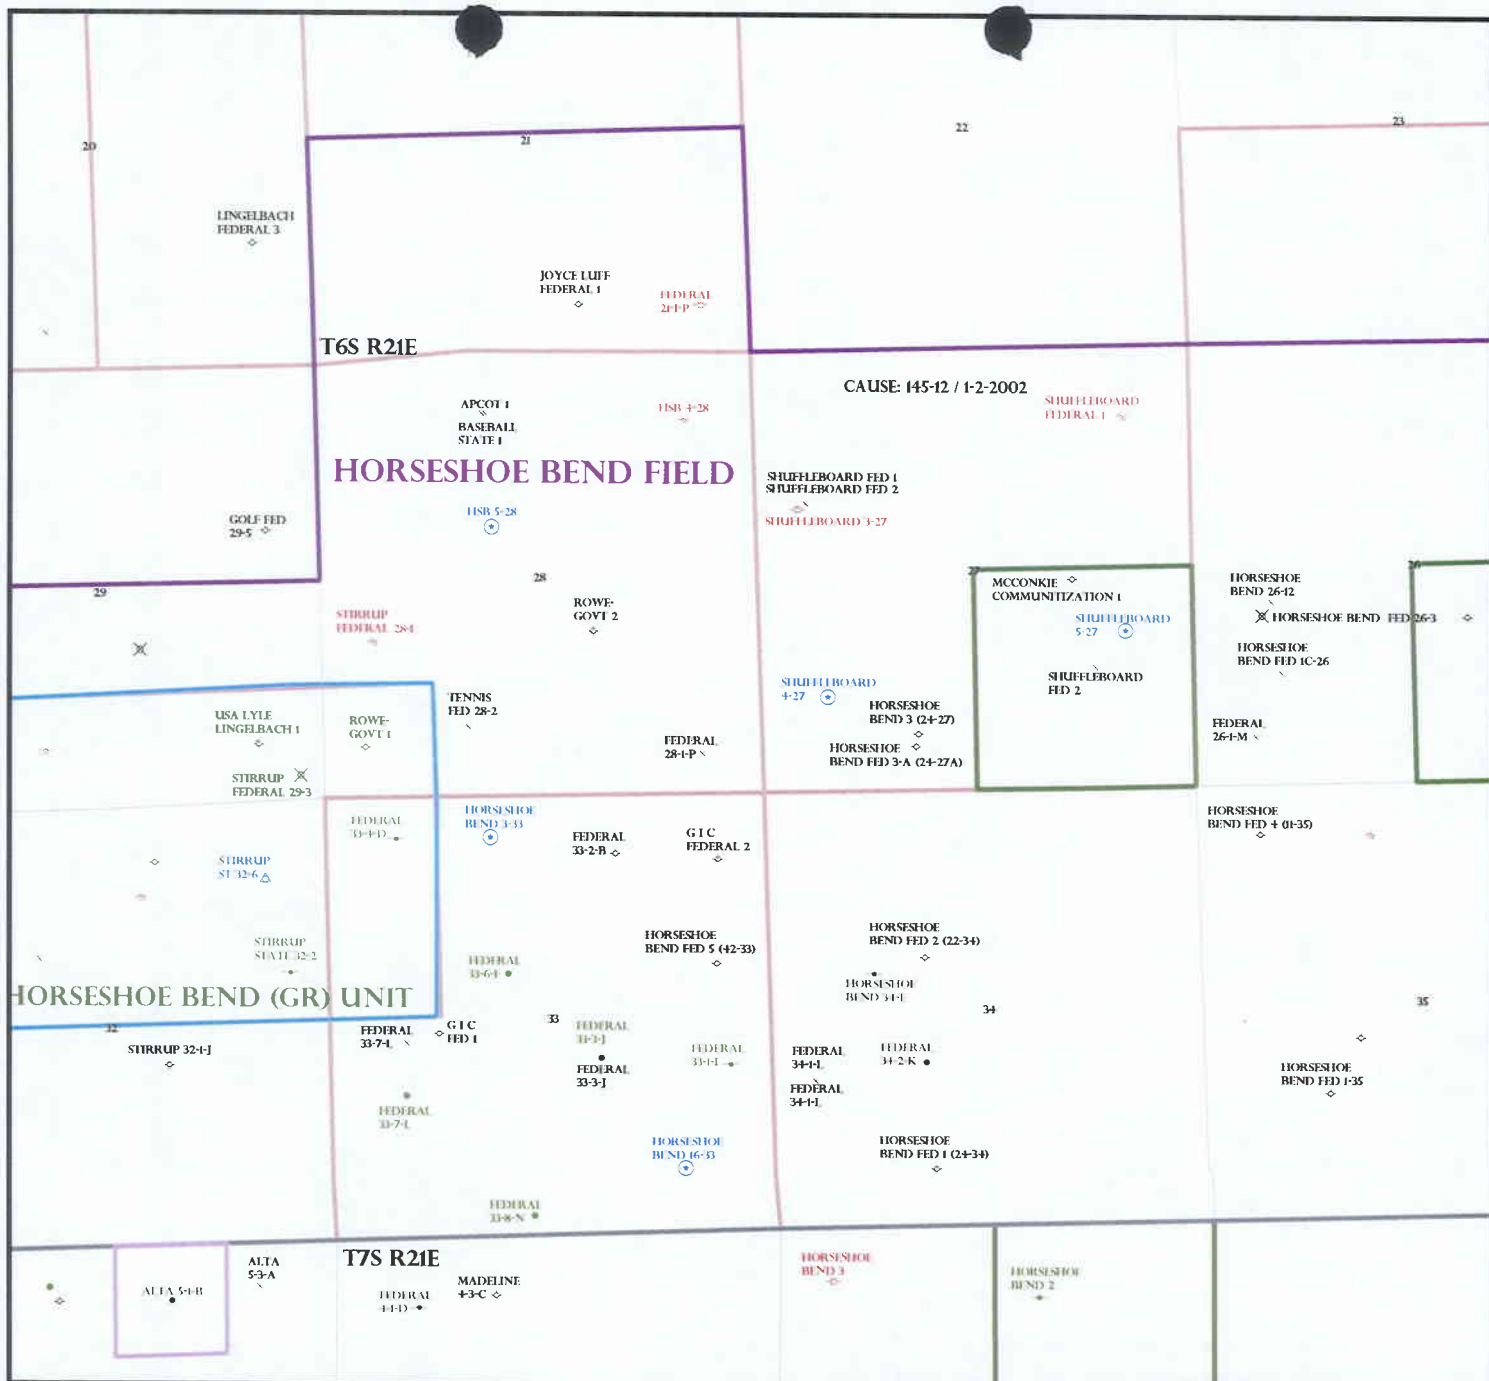 20
21
22
23
LINGELBACH
FEDERAL 3
JOYCE LUFF
FEDERAL 1
FEDERAL
21-1-P
T6S R21E
CAUSE: 145-12 / 1-2-2002
APCOT 1
BASEBALL
STATE 1
HSB 4-28
SHUFFLEBOARD
FEDERAL 1
HORSESHOE BEND FIELD
SHUFFLEBOARD FED 1
SHUFFLEBOARD FED 2
SHUFFLEBOARD 3-27
GOLF FED
29-5
HSB 5-28
29
28
27
26
MCCONKIE
COMMUNITIZATION 1
HORSESHOE
BEND 26-12
HORSESHOE BEND FED 26-3
STIRRUP
FEDERAL 28-1
ROWE-
GOVT 2
SHUFFLEBOARD
5-27
HORSESHOE
BEND FED 1C-26
SHUFFLEBOARD
FED 2
SHUFFLEBOARD
4-27
TENNIS
FED 28-2
HORSESHOE
BEND 3 (24-27)
HORSESHOE
BEND FED 3-A (24-27A)
FEDERAL
26-1-M
USA LYLE
LINGELBACH 1
ROWE-
GOVT 1
FEDERAL
28-1-P
STIRRUP
FEDERAL 29-3
FEDERAL
33-4-D
HORSESHOE
BEND 3-33
FEDERAL
33-2-B
G I C
FEDERAL 2
HORSESHOE
BEND FED 4 (11-35)
STIRRUP
ST 32-6
STIRRUP
STATE 32-2
HORSESHOE
BEND FED 5 (42-33)
HORSESHOE
BEND FED 2 (22-34)
FEDERAL
33-6-F
HORSESHOE
BEND 34-E
HORSESHOE BEND (GR) UNIT
32
33
34
35
STIRRUP 32-1-J
FEDERAL
33-7-L
G I C
FED 1
FEDERAL
33-3-J
FEDERAL
33-3-J
FEDERAL
33-1-I
FEDERAL
34-1-L
FEDERAL
34-1-L
FEDERAL
34-2-K
HORSESHOE
BEND FED 1-35
FEDERAL
33-7-L
HORSESHOE
BEND 16-33
HORSESHOE
BEND FED 1 (24-34)
FEDERAL
33-8-N
T7S R21E
ALTA
5-3-A
ALTA 5-1-B
FEDERAL
4-1-D
MADELINE
4-3-C
HORSESHOE
BEND 3
HORSESHOE
BEND 2